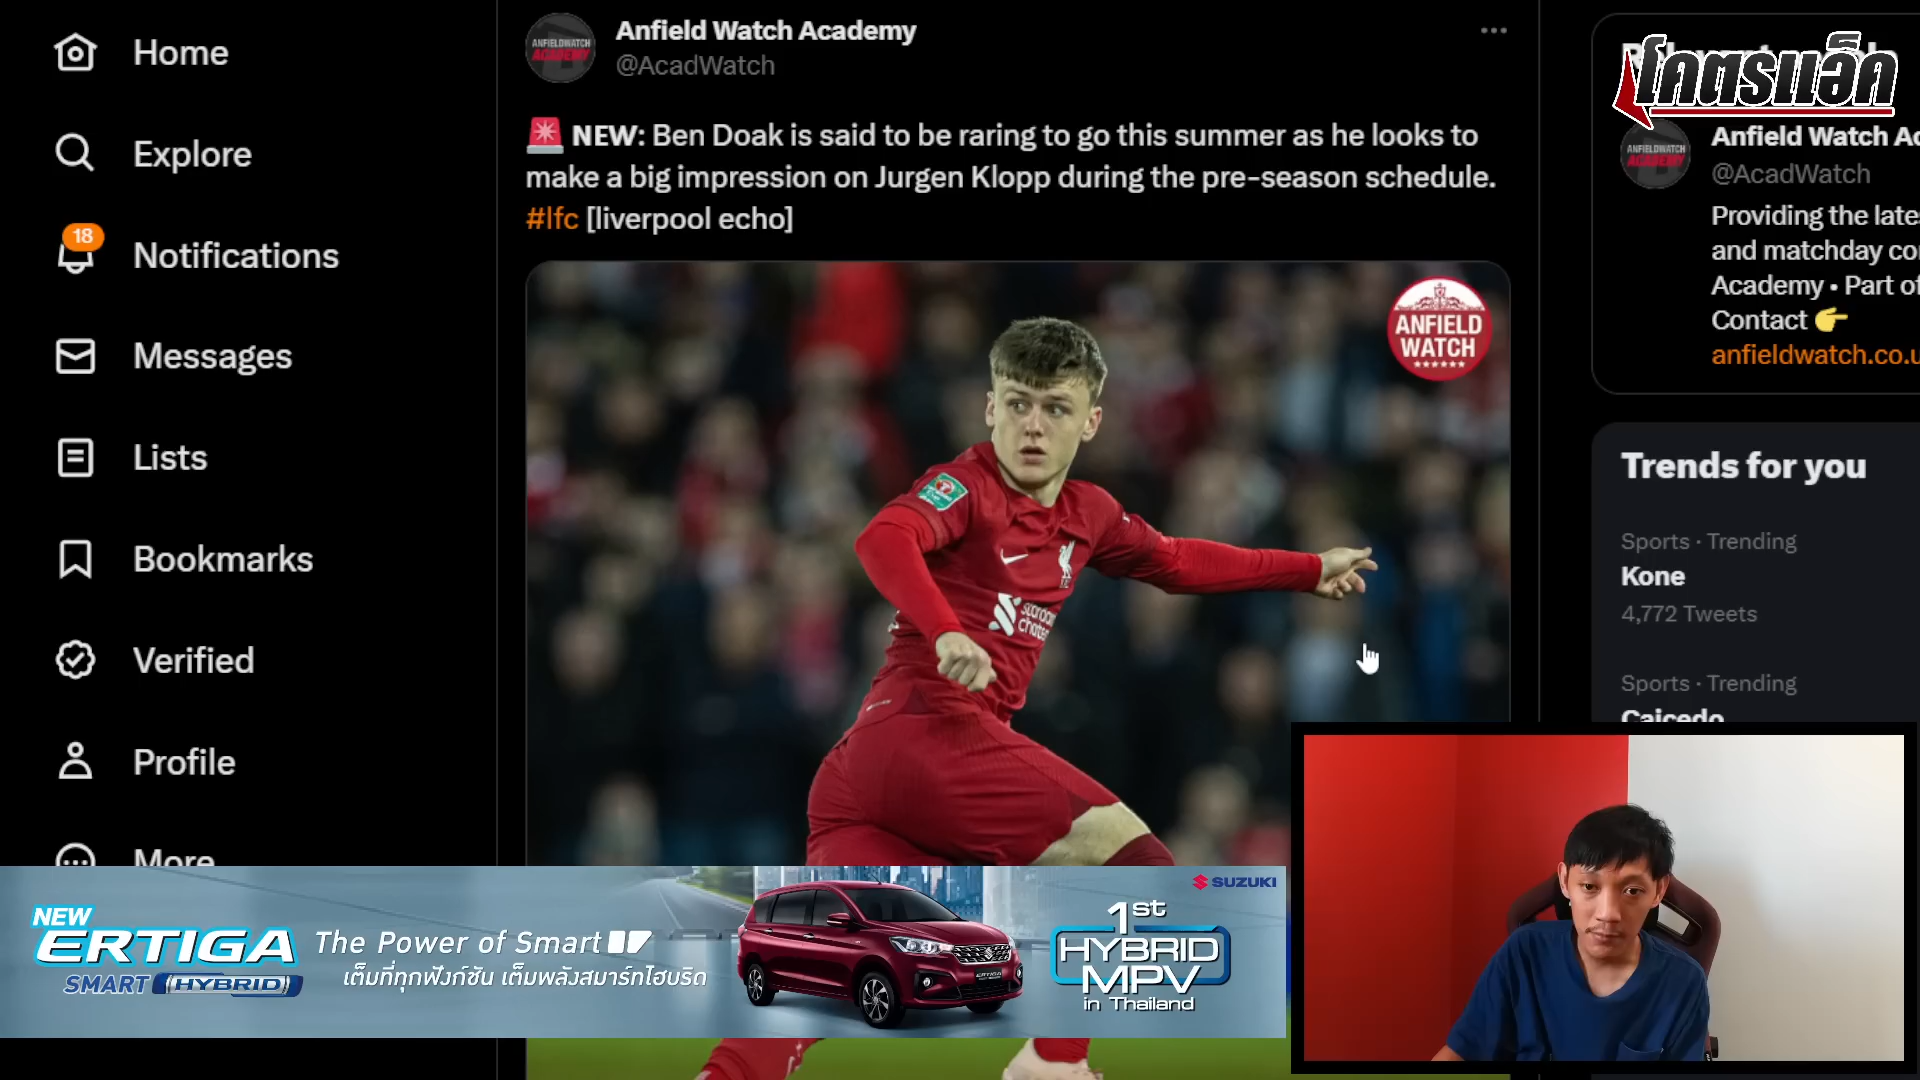 Home
Explore
18
Notifications
Messages
Lists
Bookmarks
Verified
Profile
More
Anfield Watch Academy
@AcadWatch
🚨 NEW: Ben Doak is said to be raring to go this summer as he looks to
make a big impression on Jurgen Klopp during the pre-season schedule.
#lfc [liverpool echo]
ANFIELD
WATCH
ANFIELDWATCH
ACADEMY
โคตรแอ็ค
ANFIELDWATCH
ACADEMY
Anfield Watch Ac
@AcadWatch
Providing the lates
and matchday co
Academy • Part of
Contact 👉
anfieldwatch.co.u
Trends for you
Sports · Trending
Kone
4,772 Tweets
Sports · Trending
Caicedo
NEW
ERTIGA
SMART HYBRID
The Power of Smart
เต็มที่ทุกฟังก์ชัน เต็มพลังสมาร์ทไฮบริด
ERTIGA
SUZUKI
1st
HYBRID
MPV
in Thailand